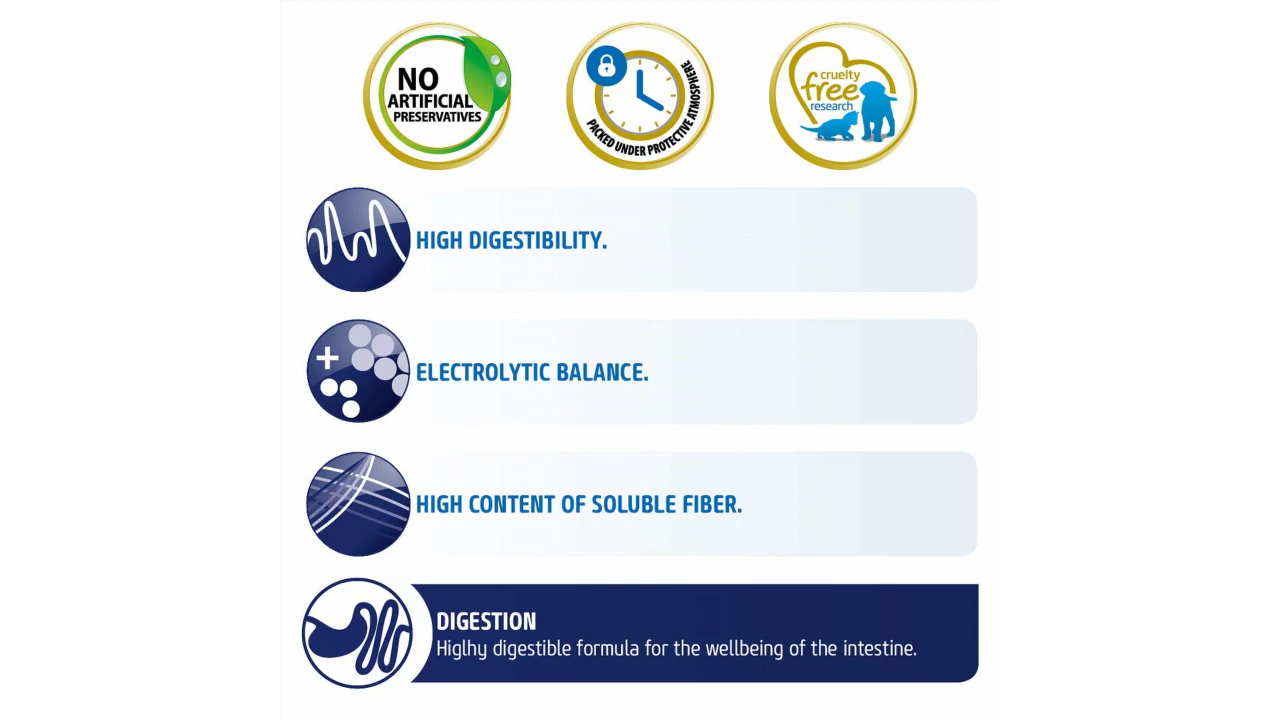 NO
ARTIFICIAL
PRESERVATIVES
PACKED UNDER PROTECTIVE ATMOSPHERE
cruelty
free
research
HIGH DIGESTIBILITY.
ELECTROLYTIC BALANCE.
HIGH CONTENT OF SOLUBLE FIBER.
DIGESTION
Higlhy digestible formula for the wellbeing of the intestine.